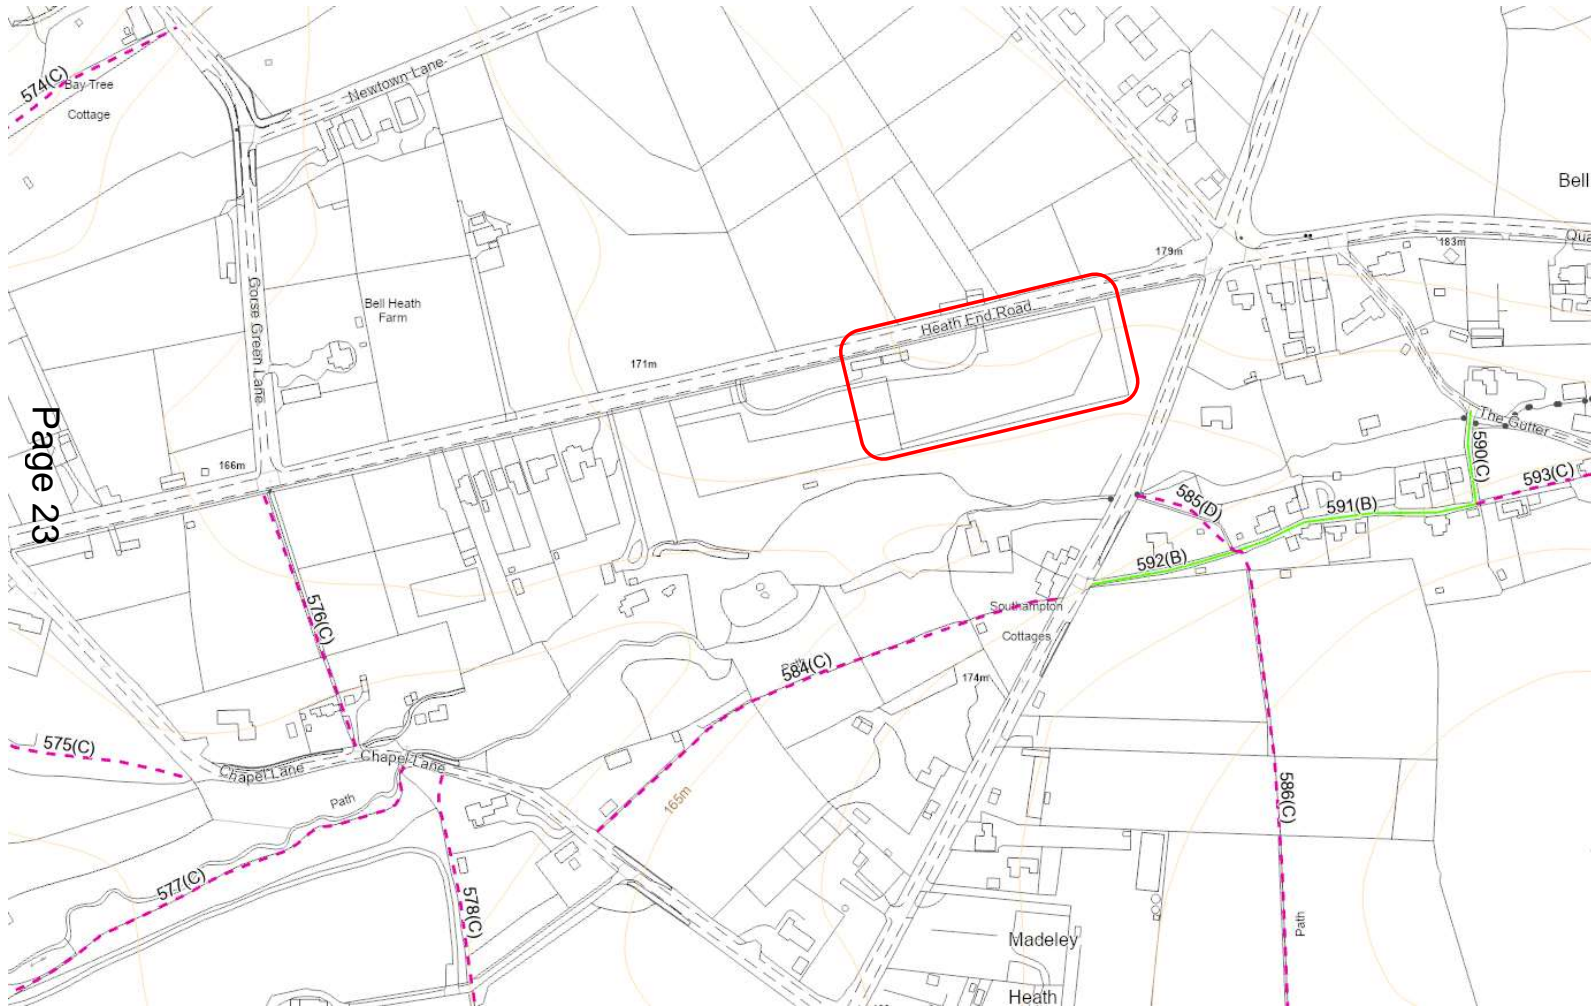 574(C)
Bay Tree
Cottage
Newtown Lane
Bell
179m
183m
Qua
Gorse Green Lane
Bell Heath
Farm
Heath End Road
171m
Page 23
166m
The Gutter
590(C)
593(C)
585(D)
591(B)
592(B)
576(C)
Southampton
Cottages
Path
584(C)
174m
575(C)
Chapel Lane
Chapel Lane
Path
165m
586(C)
577(C)
578(C)
Path
Madeley
Heath